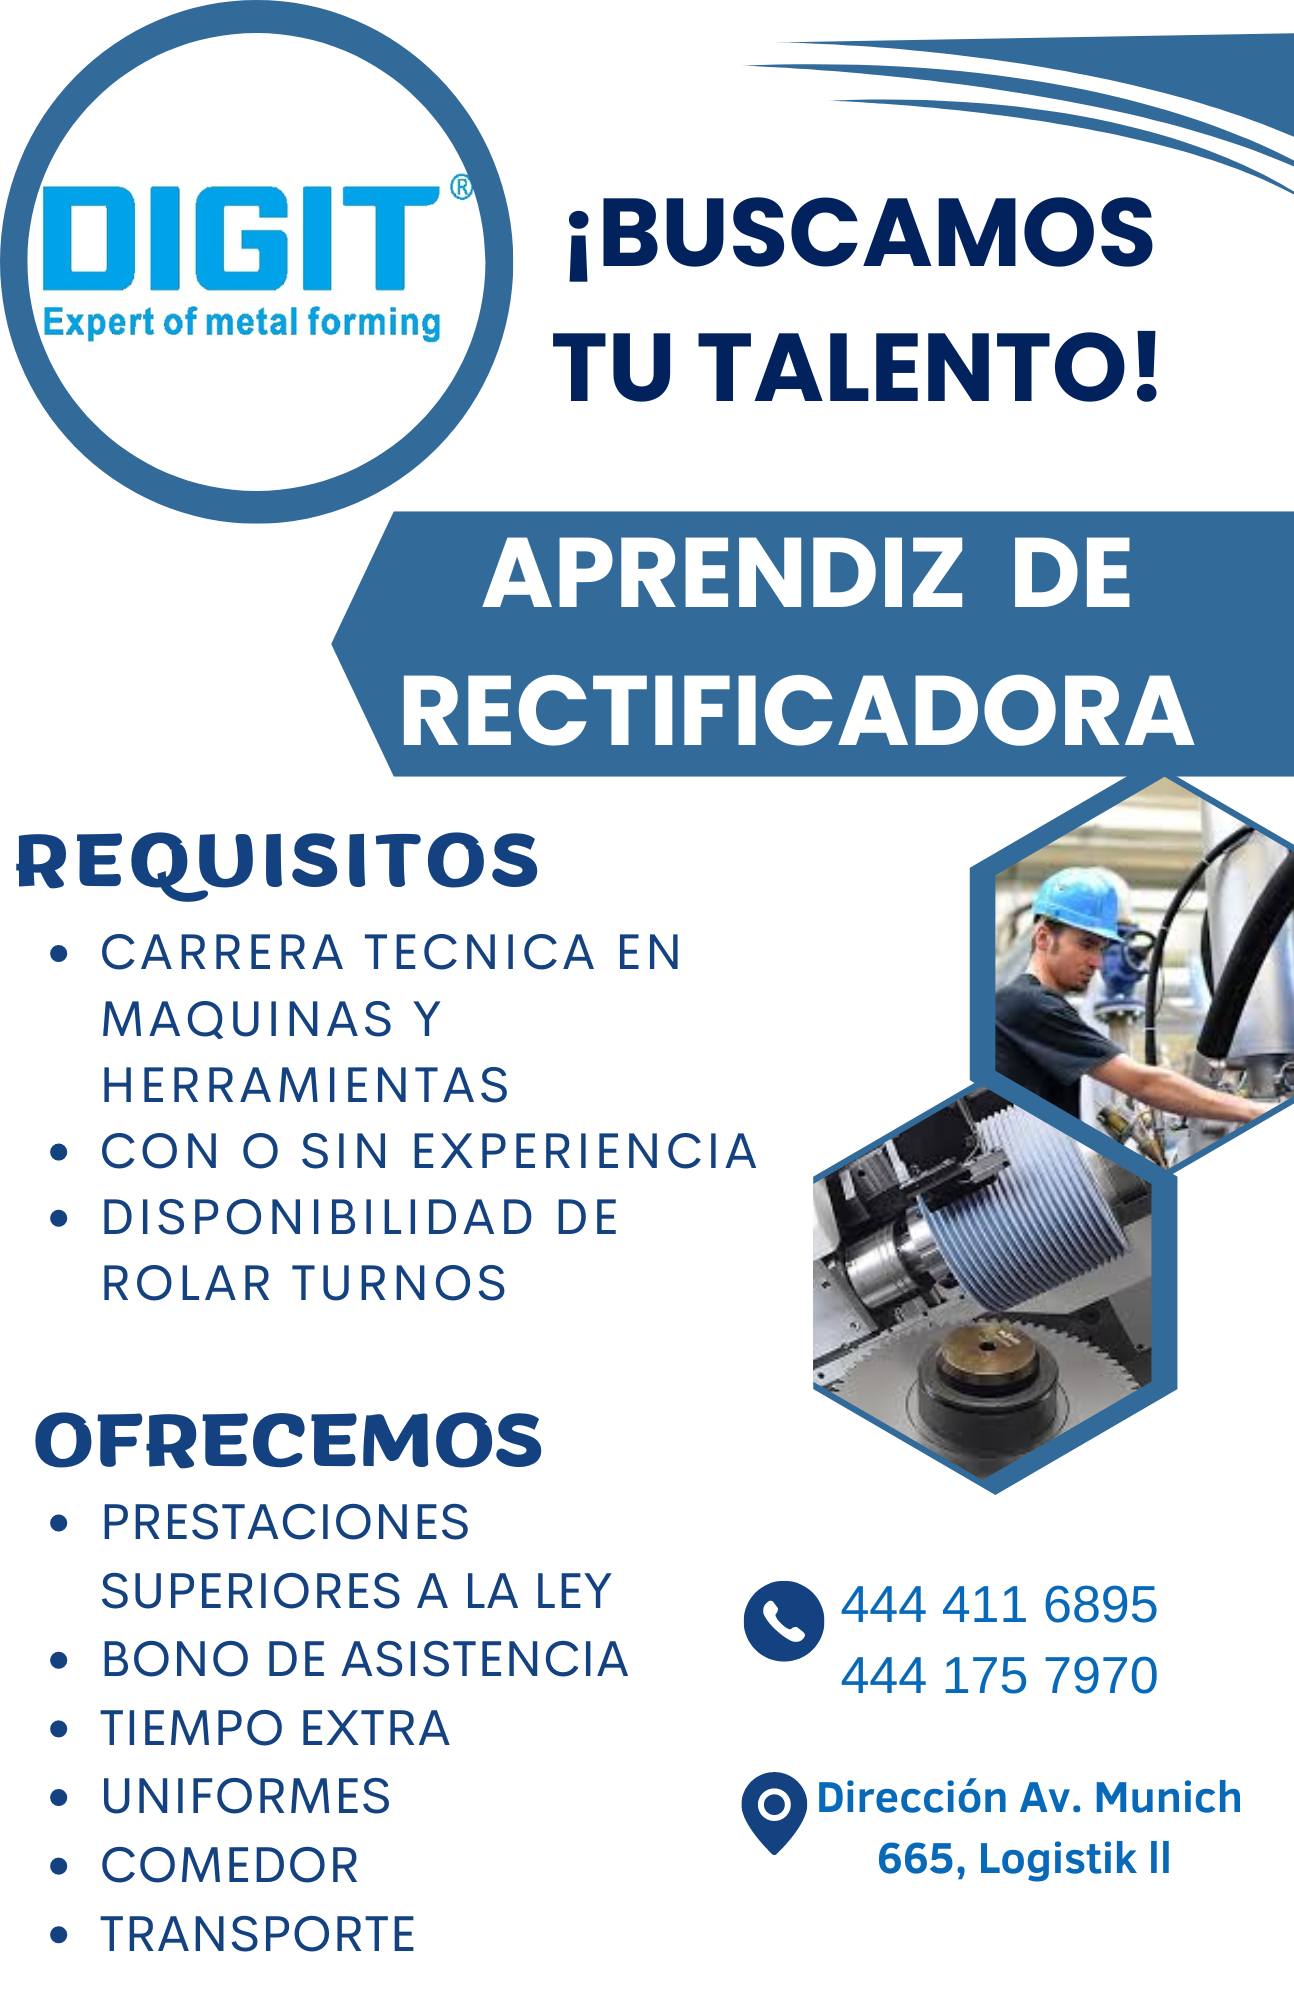 DIGIT®
Expert of metal forming
¡BUSCAMOS
TU TALENTO!
APRENDIZ DE
RECTIFICADORA
REQUISITOS
• CARRERA TECNICA EN
MAQUINAS Y
HERRAMIENTAS
• CON O SIN EXPERIENCIA
• DISPONIBILIDAD DE
ROLAR TURNOS
OFRECEMOS
• PRESTACIONES
SUPERIORES A LA LEY
• BONO DE ASISTENCIA
• TIEMPO EXTRA
• UNIFORMES
• COMEDOR
• TRANSPORTE
444 411 6895
444 175 7970
Dirección Av. Munich
665, Logistik ll